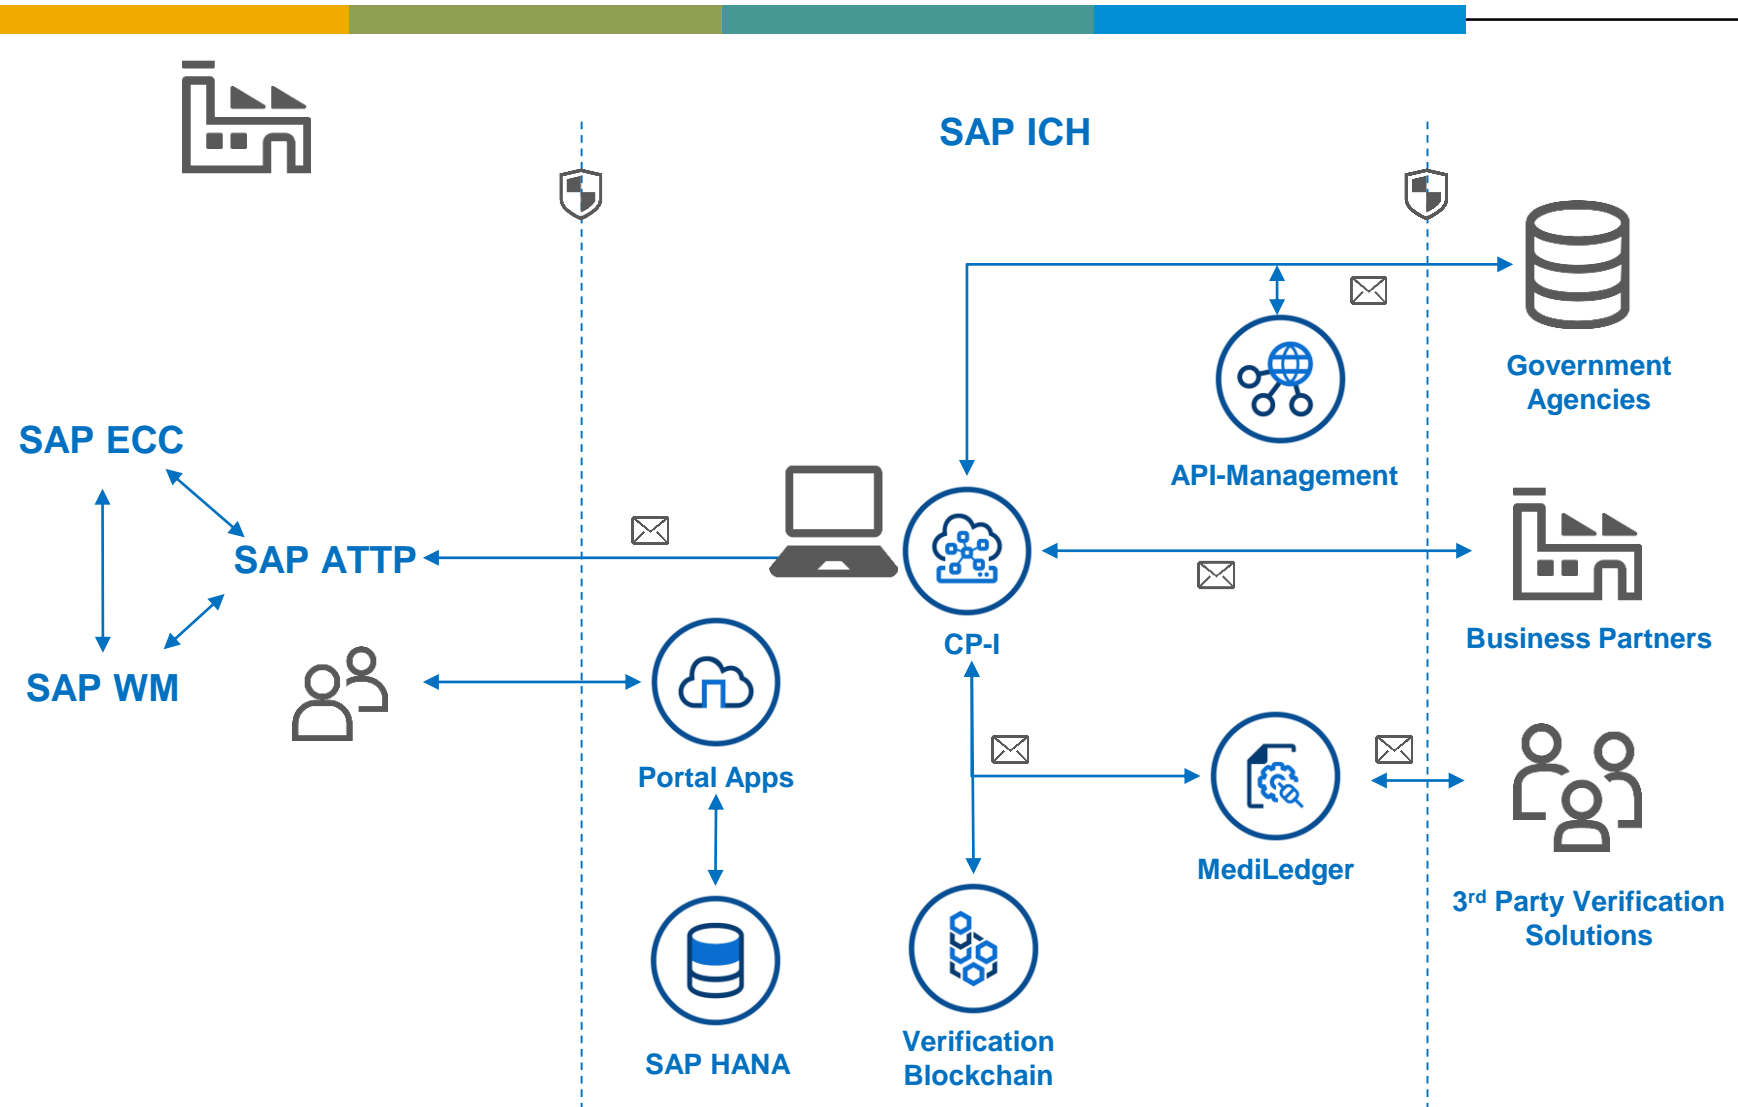 SAP ICH
Government
Agencies
SAP ECC
API-Management
SAP ATTP
CP-I
Business Partners
SAP WM
Portal Apps
MediLedger
3rd Party Verification
Solutions
Verification
Blockchain
SAP HANA